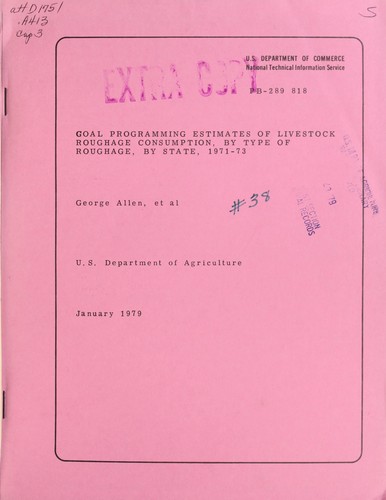 aHD1751
.A413
Cop.3
S
U.S. DEPARTMENT OF COMMERCE
National Technical Information Service
EXTRA COPY
PB-289 818
GOAL PROGRAMMING ESTIMATES OF LIVESTOCK
ROUGHAGE CONSUMPTION, BY TYPE OF
ROUGHAGE, BY STATE, 1971-73
George Allen, et al
#38
RECORDS
U.S. Department of Agriculture
January 1979